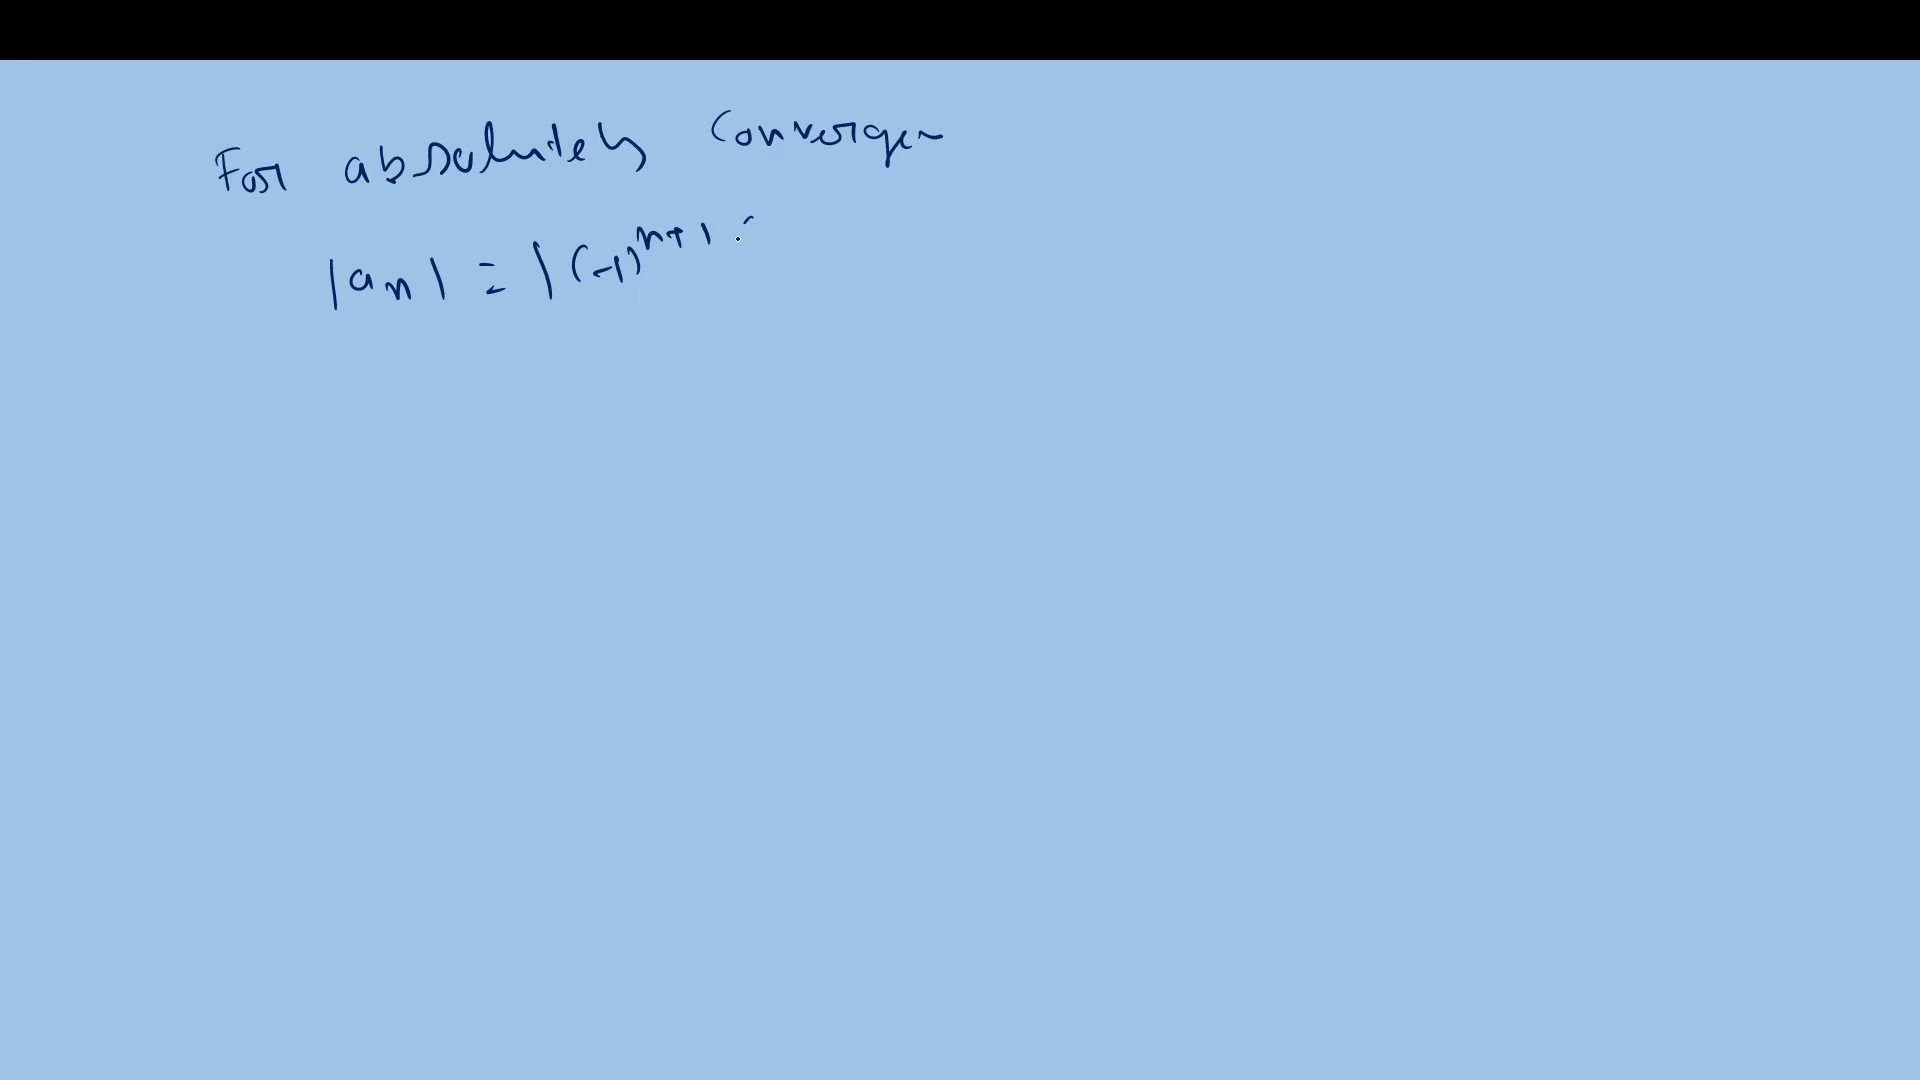 For absolutely convergen
|an| = |(-1)^n+1